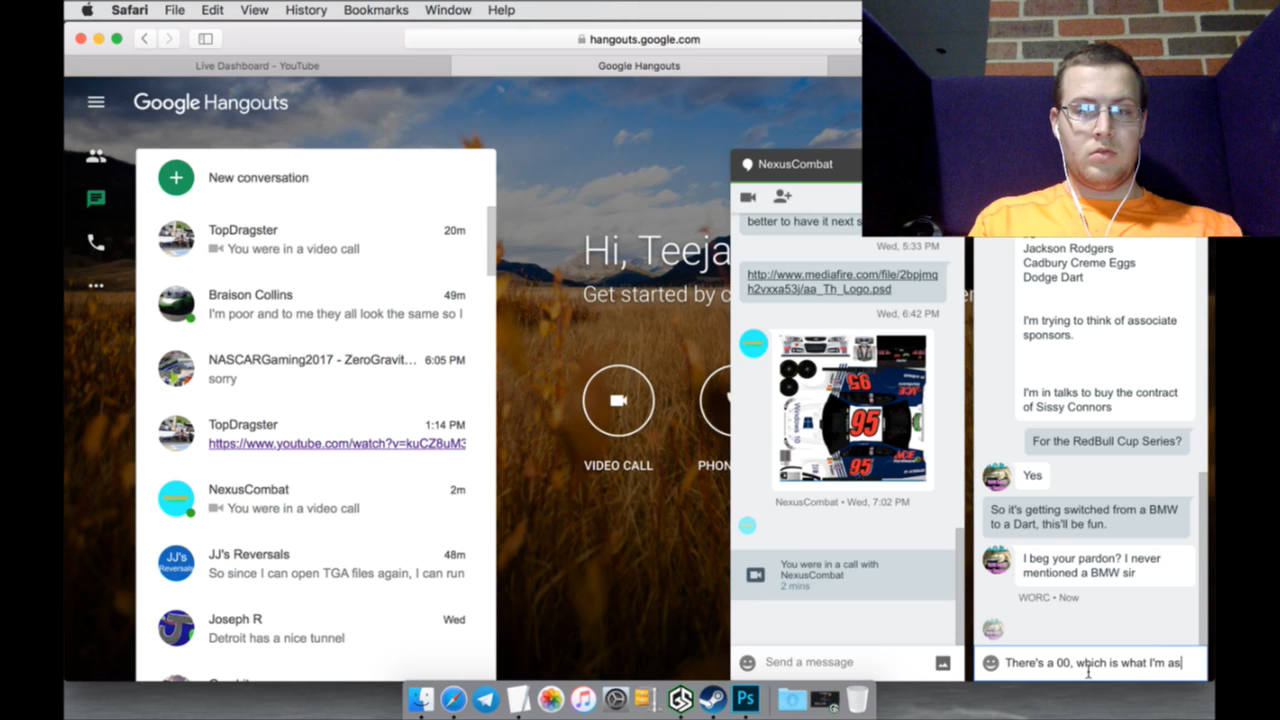 Safari File Edit View History Bookmarks Window Help
hangouts.google.com
Live Dashboard - YouTube
Google Hangouts
Google Hangouts
New conversation
TopDragster 20m
You were in a video call
Braison Collins 49m
I'm poor and to me they all look the same so I
NASCARGaming2017 - ZeroGravit... 6:05 PM
sorry
TopDragster 1:14 PM
https://www.youtube.com/watch?v=kuCZ8uM3
NexusCombat 2m
You were in a video call
JJ's Reversals 48m
JJ's
Reversals
So since I can open TGA files again, I can run
Joseph R Wed
Detroit has a nice tunnel
Hi, Teeja
Get started by c
VIDEO CALL
PHON
NexusCombat
better to have it next s
Wed, 5:33 PM
http://www.mediafire.com/file/2bpjmq
h2vxxa53j/aa_Th_Logo.psd
Wed, 6:42 PM
95
95
95
ACE
ACE
Windows 10
NexusCombat • Wed, 7:02 PM
You were in a call with
NexusCombat
2 mins
Send a message
Jackson Rodgers
Cadbury Creme Eggs
Dodge Dart
I'm trying to think of associate
sponsors.
I'm in talks to buy the contract
of Sissy Connors
For the RedBull Cup Series?
Yes
So it's getting switched from a BMW
to a Dart, this'll be fun.
I beg your pardon? I never
mentioned a BMW sir
WORC • Now
There's a 00, which is what I'm as
Ps